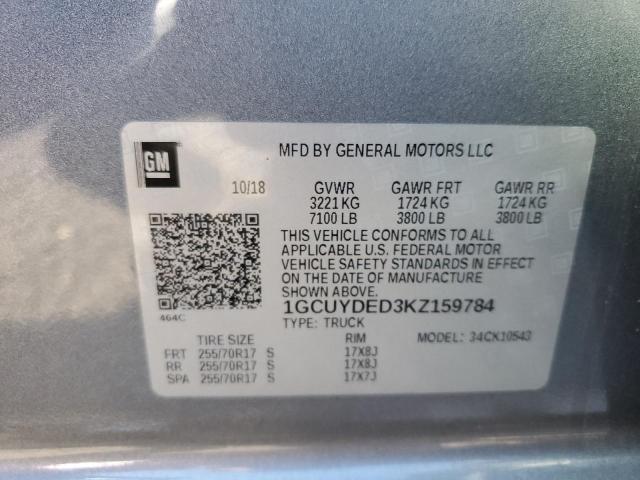 GM
MFD BY GENERAL MOTORS LLC
10/18 GVWR GAWR FRT GAWR RR
3221 KG 1724 KG 1724 KG
7100 LB 3800 LB 3800 LB
THIS VEHICLE CONFORMS TO ALL
APPLICABLE U.S. FEDERAL MOTOR
VEHICLE SAFETY STANDARDS IN EFFECT
ON THE DATE OF MANUFACTURE
SHOWN ABOVE.
1GCUYDED3KZ159784
464C
TYPE: TRUCK
TIRE SIZE RIM MODEL: 34CK10543
FRT 255/70R17 S 17X8J
RR 255/70R17 S 17X8J
SPA 255/70R17 S 17X7J